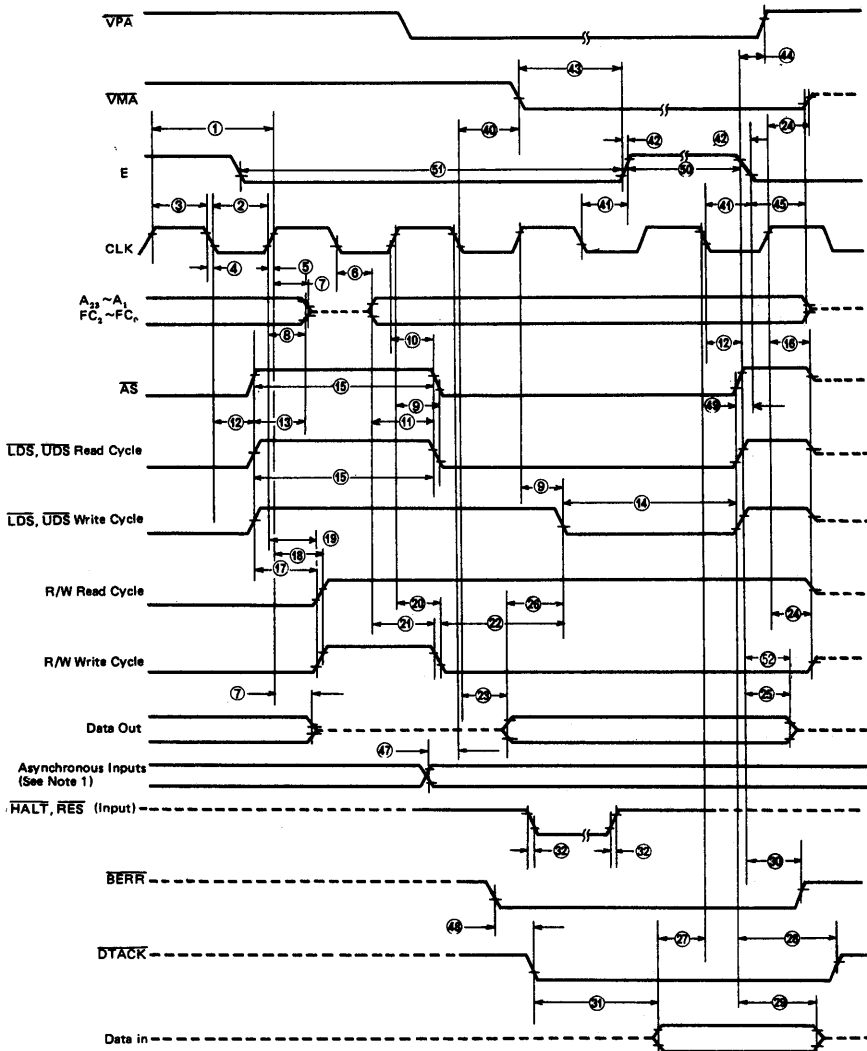 VPA
44
43
VMA
24
1
40
42
42
E
51
50
3
2
41
41
45
CLK
4
5
7
6
A23~A1
FC2~FC0
8
10
12
16
AS
15
9
49
12
13
11
LDS, UDS Read Cycle
15
9
14
LDS, UDS Write Cycle
19
18
17
R/W Read Cycle
20
26
24
21
22
R/W Write Cycle
52
7
23
25
Data Out
47
Asynchronous Inputs
(See Note 1)
HALT, RES (Input)
32
32
30
BERR
48
27
28
DTACK
31
29
Data in